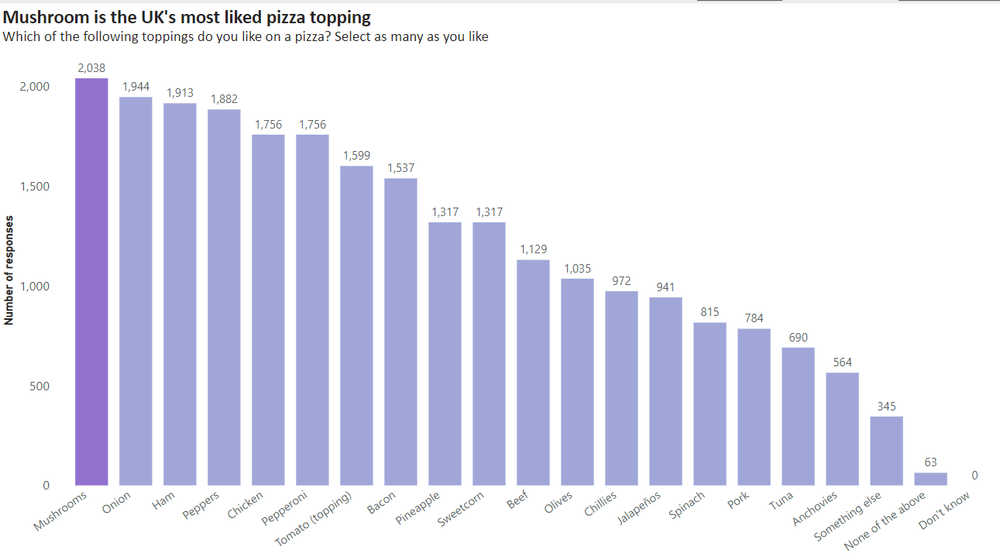 Mushroom is the UK's most liked pizza topping
Which of the following toppings do you like on a pizza? Select as many as you like
Number of responses
2,000
1,500
1,000
500
0
2,038
1,944
1,913
1,882
1,756
1,756
1,599
1,537
1,317
1,317
1,129
1,035
972
941
815
784
690
564
345
63
0
Mushrooms
Onion
Ham
Peppers
Chicken
Pepperoni
Tomato (topping)
Bacon
Pineapple
Sweetcorn
Beef
Olives
Chillies
Jalapeños
Spinach
Pork
Tuna
Anchovies
Something else
None of the above
Don't know